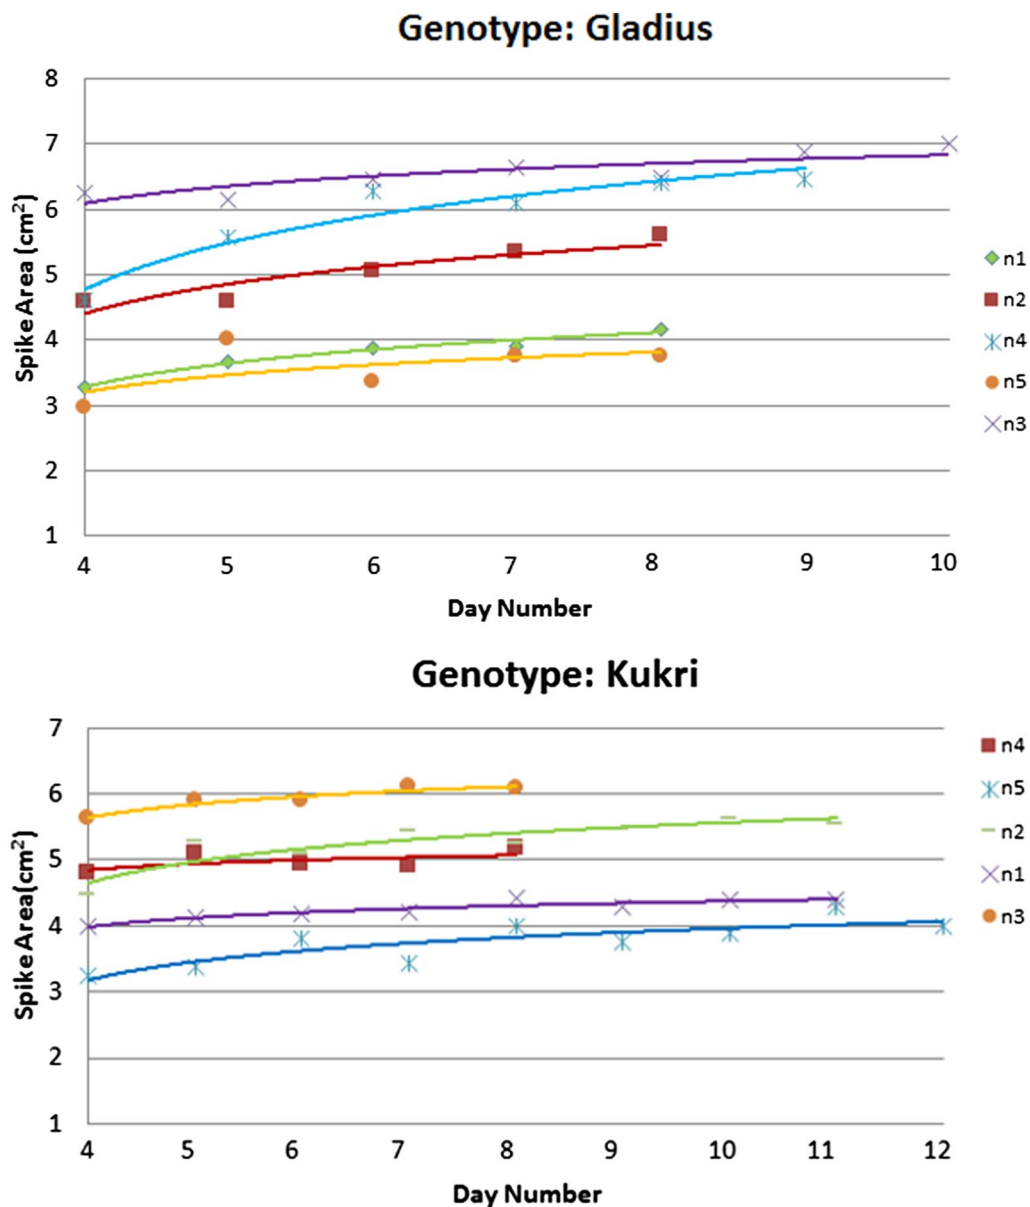 Genotype: Gladius
8
7
6
5
4
3
2
1
Spike Area (cm²)
4 5 6 7 8 9 10
Day Number
n1
n2
n4
n5
n3
Genotype: Kukri
7
6
5
4
3
2
1
Spike Area(cm²)
4 5 6 7 8 9 10 11 12
Day Number
n4
n5
n2
n1
n3